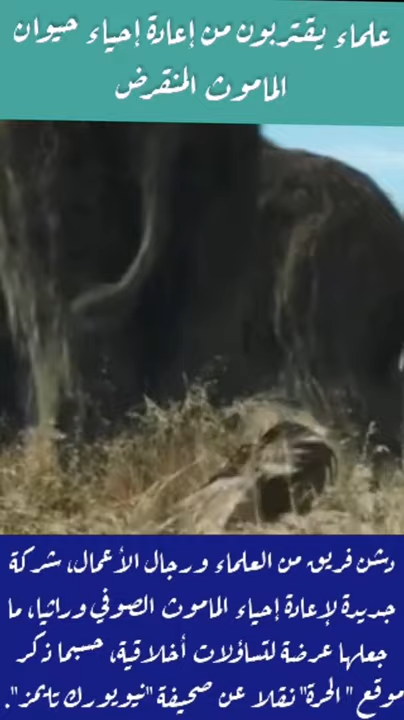 علماء يقتربون من إعادة إحياء حيوان
الماموث المنقرض
دشن فريق من العلماء ورجال الأعمال، شركة
جديدة لإعادة إحياء الماموث الصوفي وراثيا، ما
جعلها عرضة لتساؤلات أخلاقية، حسبما ذكر
موقع "الحرة" نقلا عن صحيفة "نيويورك تايمز".